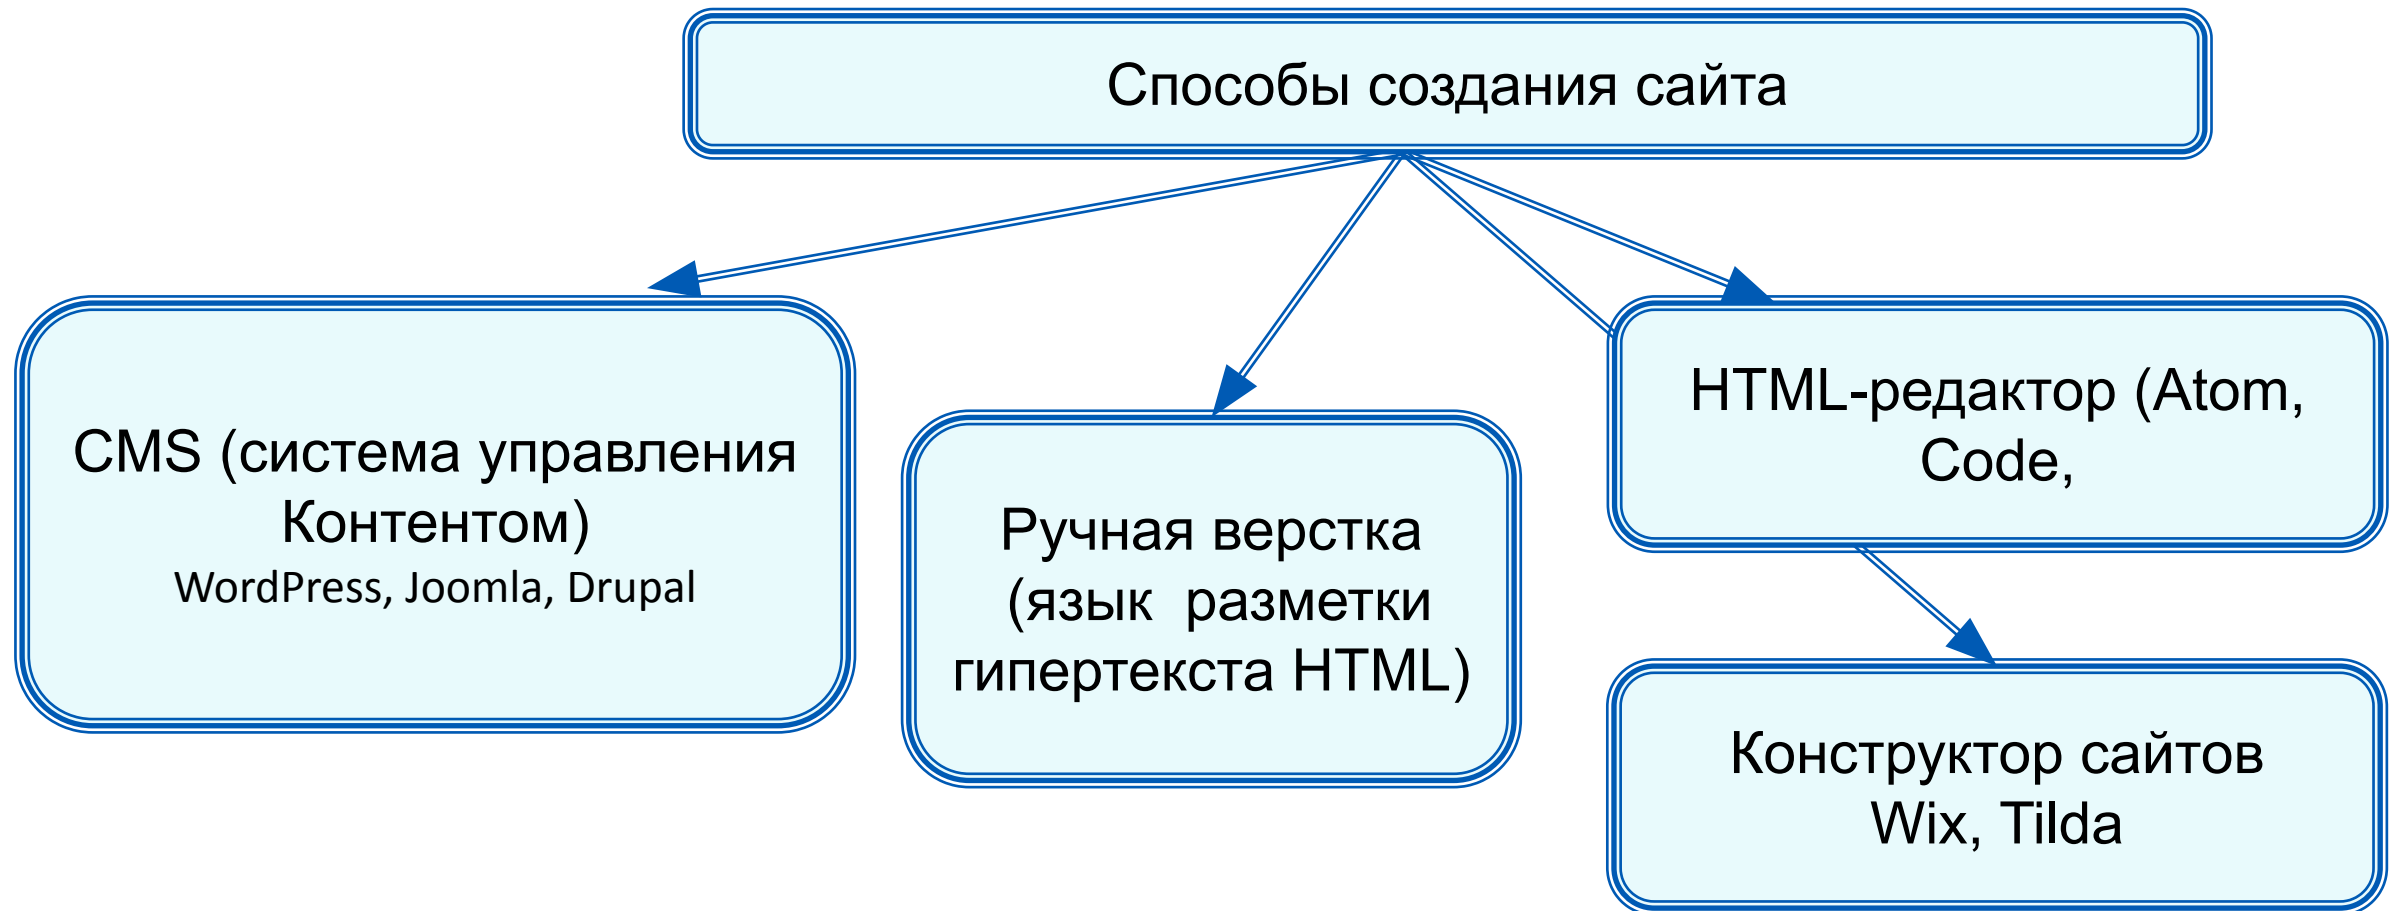 Способы создания сайта
CMS (система управления
Контентом)
WordPress, Joomla, Drupal
Ручная верстка
(язык  разметки
гипертекста HTML)
HTML-редактор (Atom,
Code,
Конструктор сайтов
Wix, Tilda